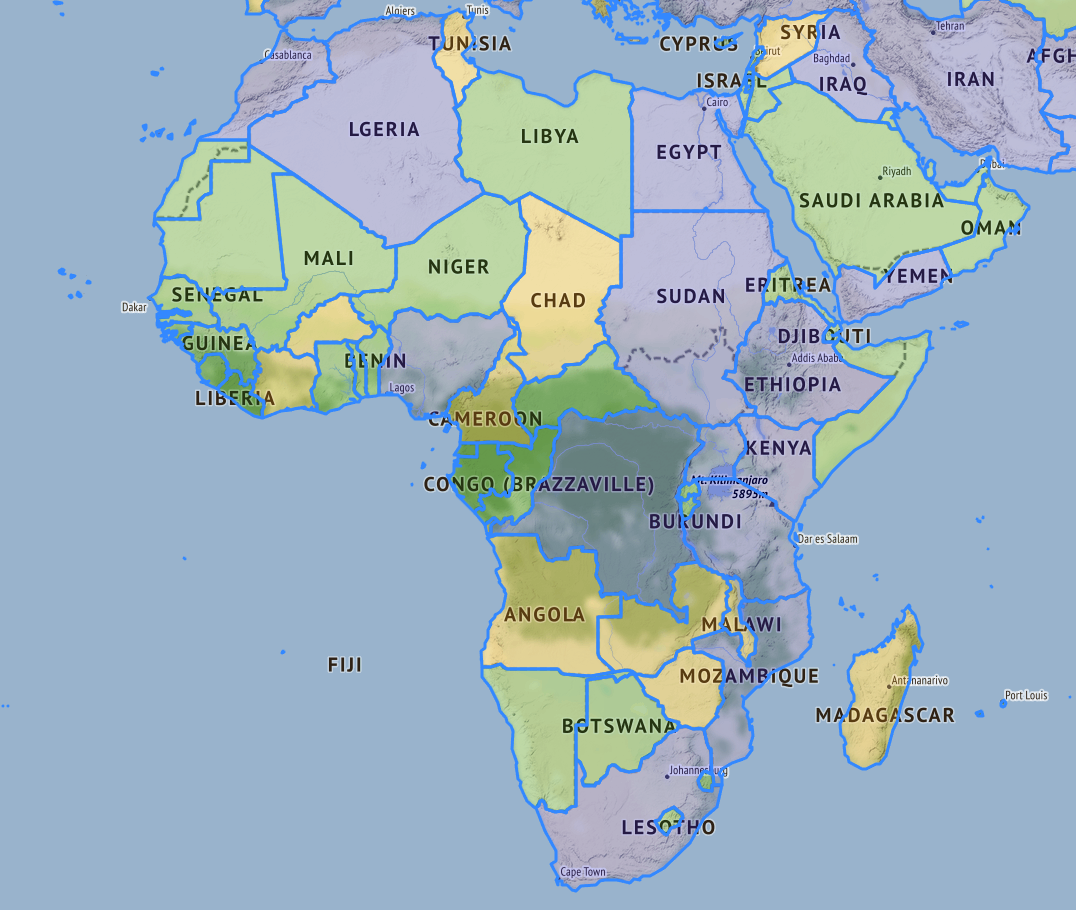 Algiers
Tunis
Tehran
SYRIA
TUNISIA
CYPRUS
Beirut
Casablanca
Baghdad
AFGH
ISRAEL
IRAQ
IRAN
Cairo
LGERIA
LIBYA
EGYPT
Dubai
Riyadh
SAUDI ARABIA
OMAN
MALI
NIGER
YEMEN
ERITREA
SENEGAL
SUDAN
CHAD
Dakar
DJIBOUTI
GUINEA
BENIN
Addis Ababa
ETHIOPIA
Lagos
LIBERIA
CAMEROON
KENYA
Mt. Kilimanjaro
5895m
CONGO (BRAZZAVILLE)
BURUNDI
Dar es Salaam
ANGOLA
MALAWI
FIJI
MOZAMBIQUE
Antananarivo
Port Louis
MADAGASCAR
BOTSWANA
Johannesburg
LESOTHO
Cape Town